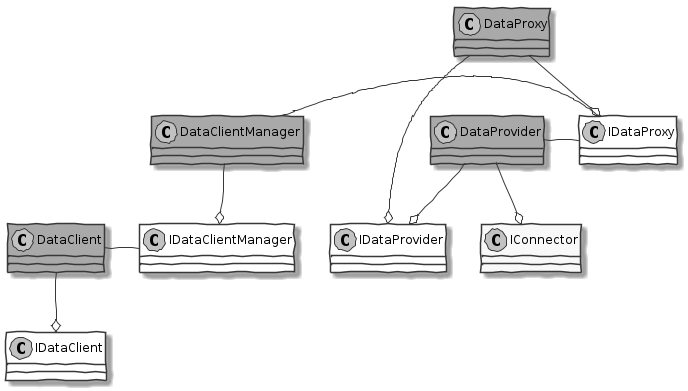 C DataProxy
C DataClientManager
C DataProvider
C IDataProxy
C DataClient
C IDataClientManager
C IDataProvider
C IConnector
C IDataClient